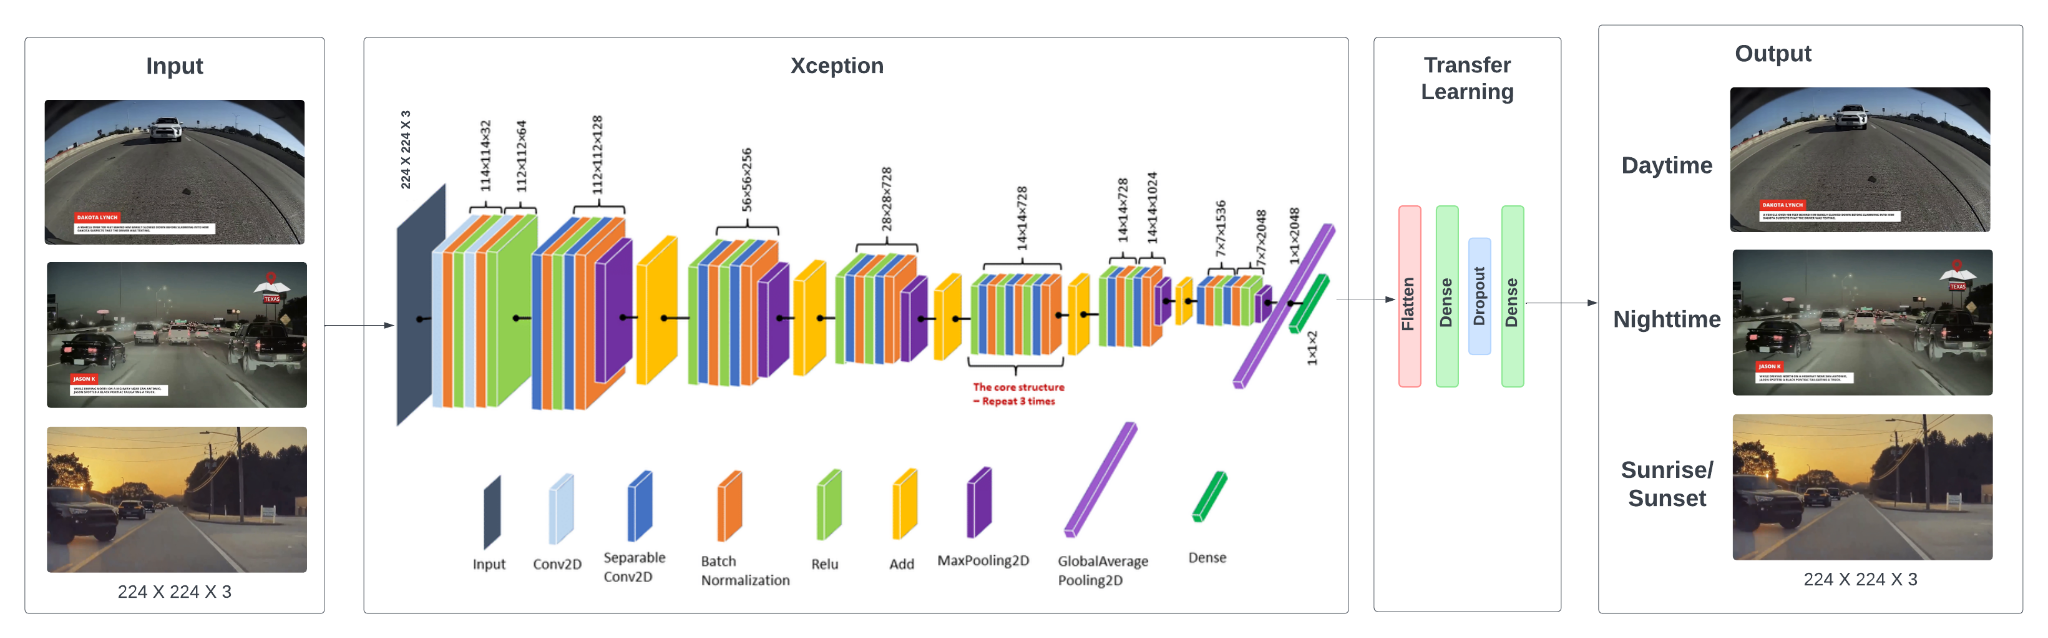 Input
DAKOTA LYNCH
TEXAS
JASON K
224 X 224 X 3
Xception
224 X 224 X 3
114×114×32
112×112×64
112×112×128
56×56×256
28×28×728
14×14×728
14×14×728
14×14×1024
7×7×1536
7×7×2048
1×1×2048
1×1×2
The core structure
– Repeat 3 times
Input
Conv2D
Separable
Conv2D
Batch
Normalization
Relu
Add
MaxPooling2D
GlobalAverage
Pooling2D
Dense
Transfer
Learning
Flatten
Dense
Dropout
Dense
Output
Daytime
DAKOTA LYNCH
Nighttime
TEXAS
JASON K
Sunrise/
Sunset
224 X 224 X 3